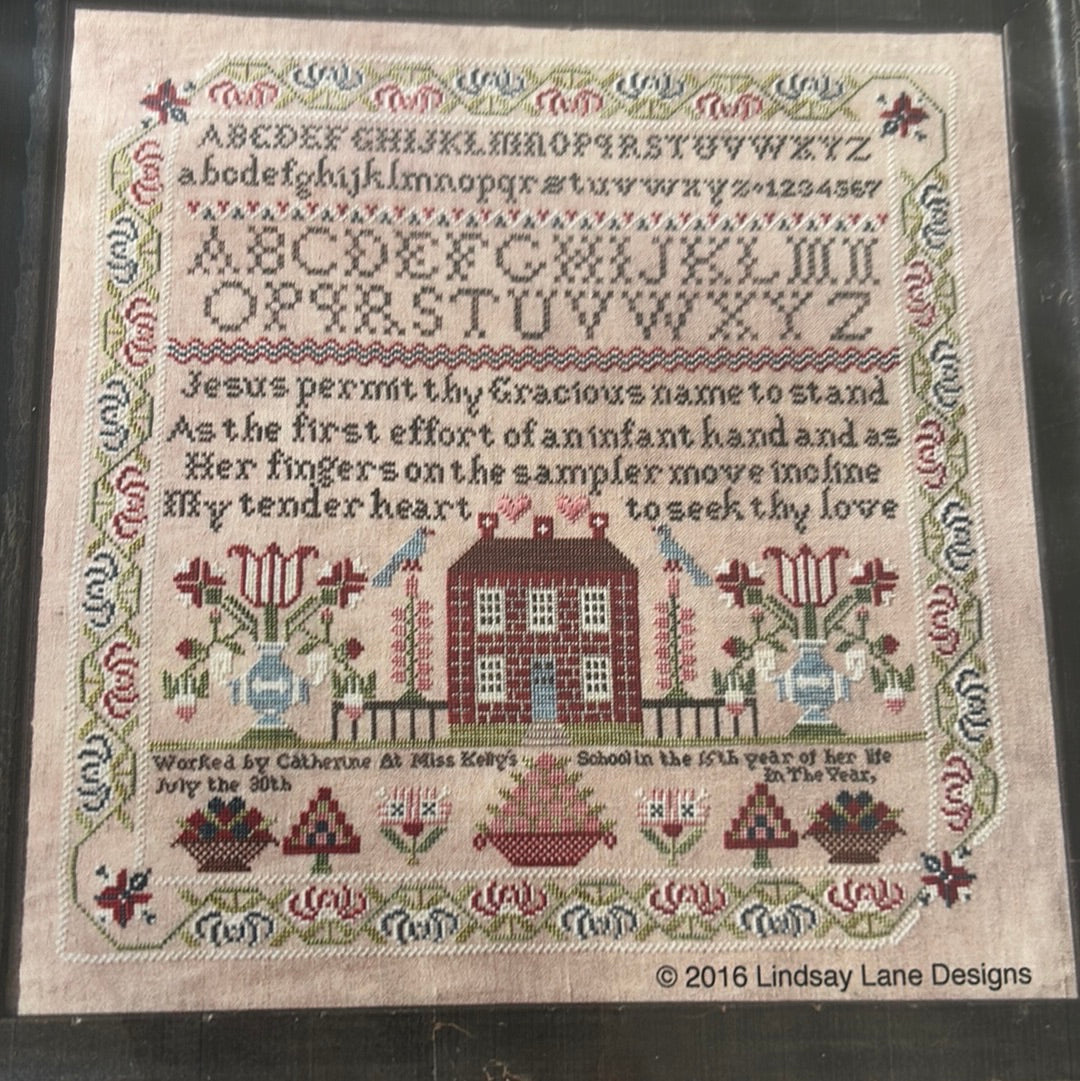 ABCDEFGHIJKLMNOPQRSTUVWXYZ
abcdefghijklmnopqrstuvwxyz 1234567
ABCDEFGHIJKLMN
OPQRSTUVWXYZ
Jesus permit thy Gracious name to stand
As the first effort of an infant hand and as
Her fingers on the sampler move incline
My tender heart to seek thy love
Worked by Catherine At Miss Kelly's School in the 15th year of her life
July the 30th In The Year,
© 2016 Lindsay Lane Designs